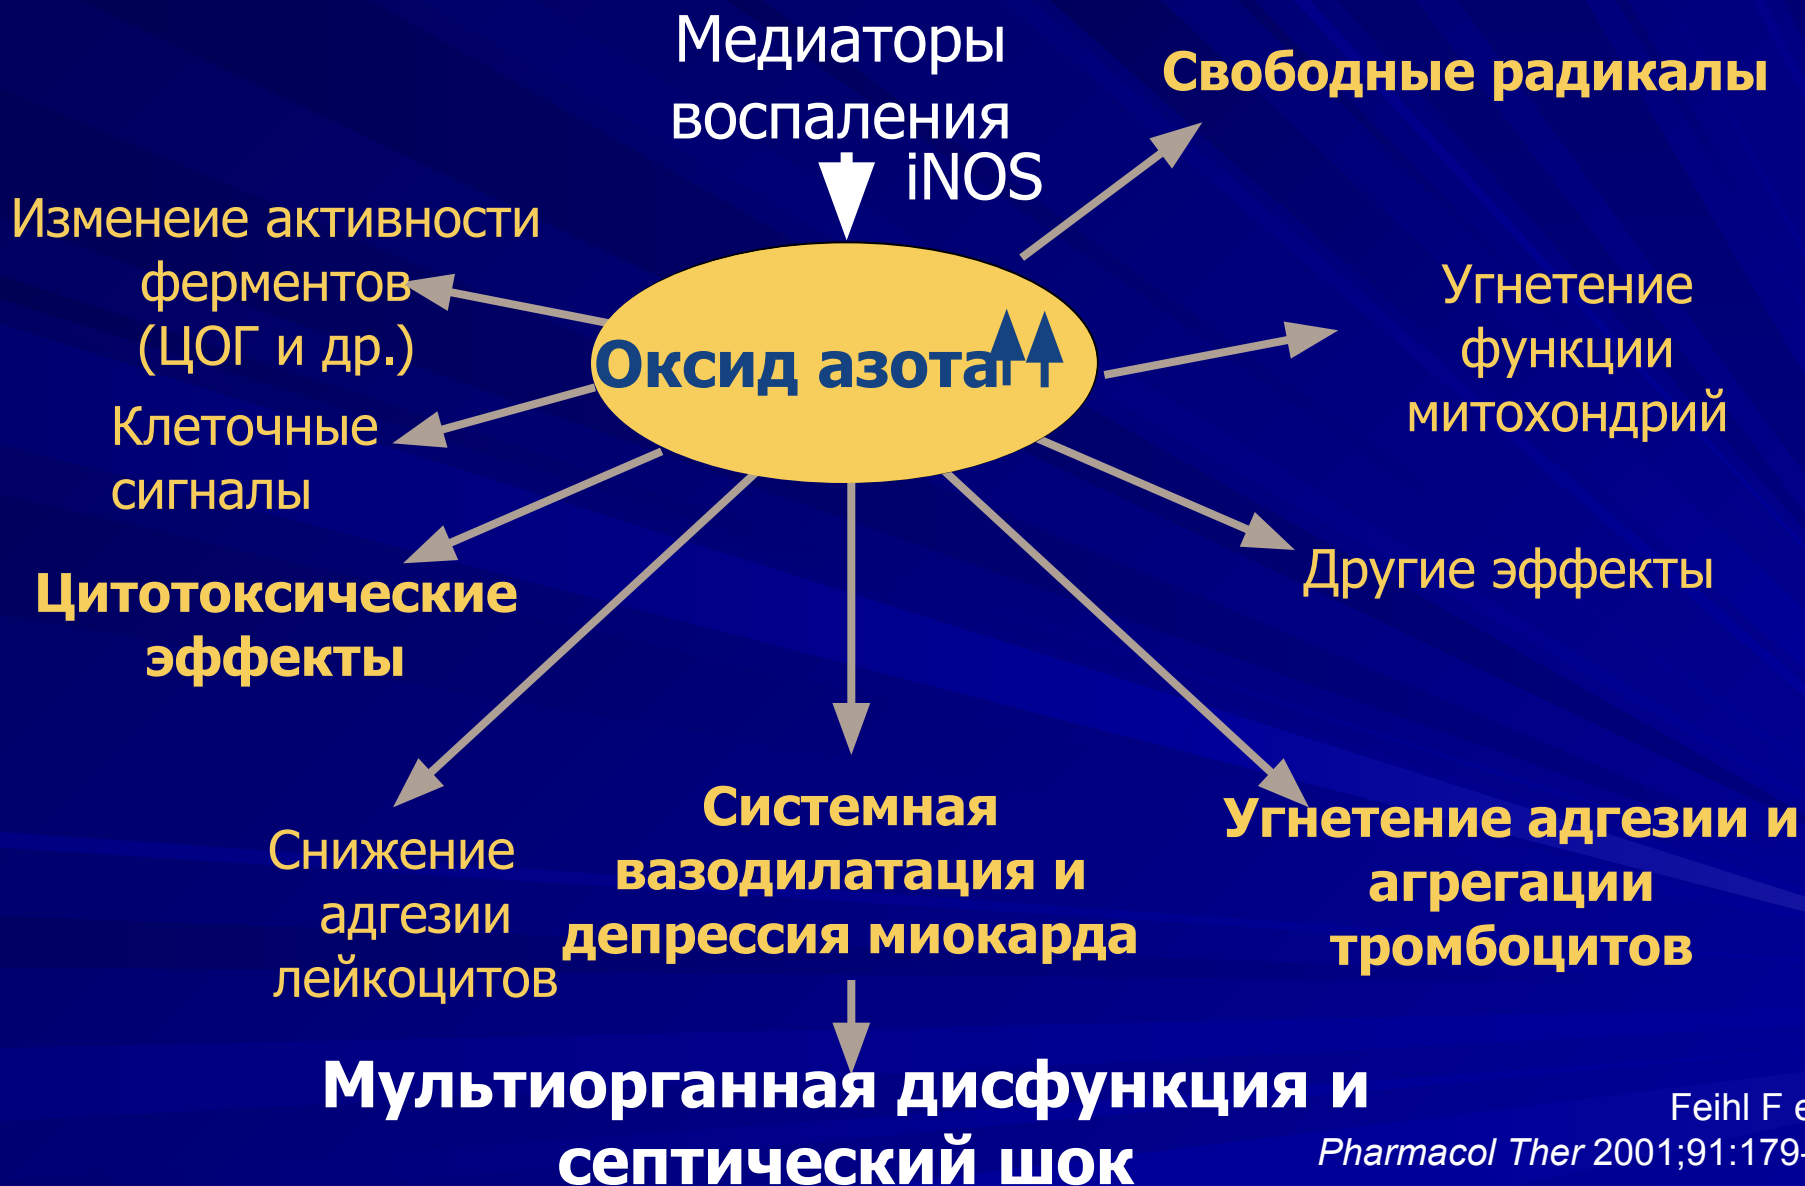 Медиаторы
воспаления
iNOS
Свободные радикалы
Изменеие активности
ферментов
(ЦОГ и др.)
Оксид азота
Угнетение
функции
митохондрий
Клеточные
сигналы
Другие эффекты
Цитотоксические
эффекты
Снижение
адгезии
лейкоцитов
Системная
вазодилатация и
депрессия миокарда
Угнетение адгезии и
агрегации
тромбоцитов
Мультиорганная дисфункция и
септический шок
Feihl F e
Pharmacol Ther 2001;91:179-